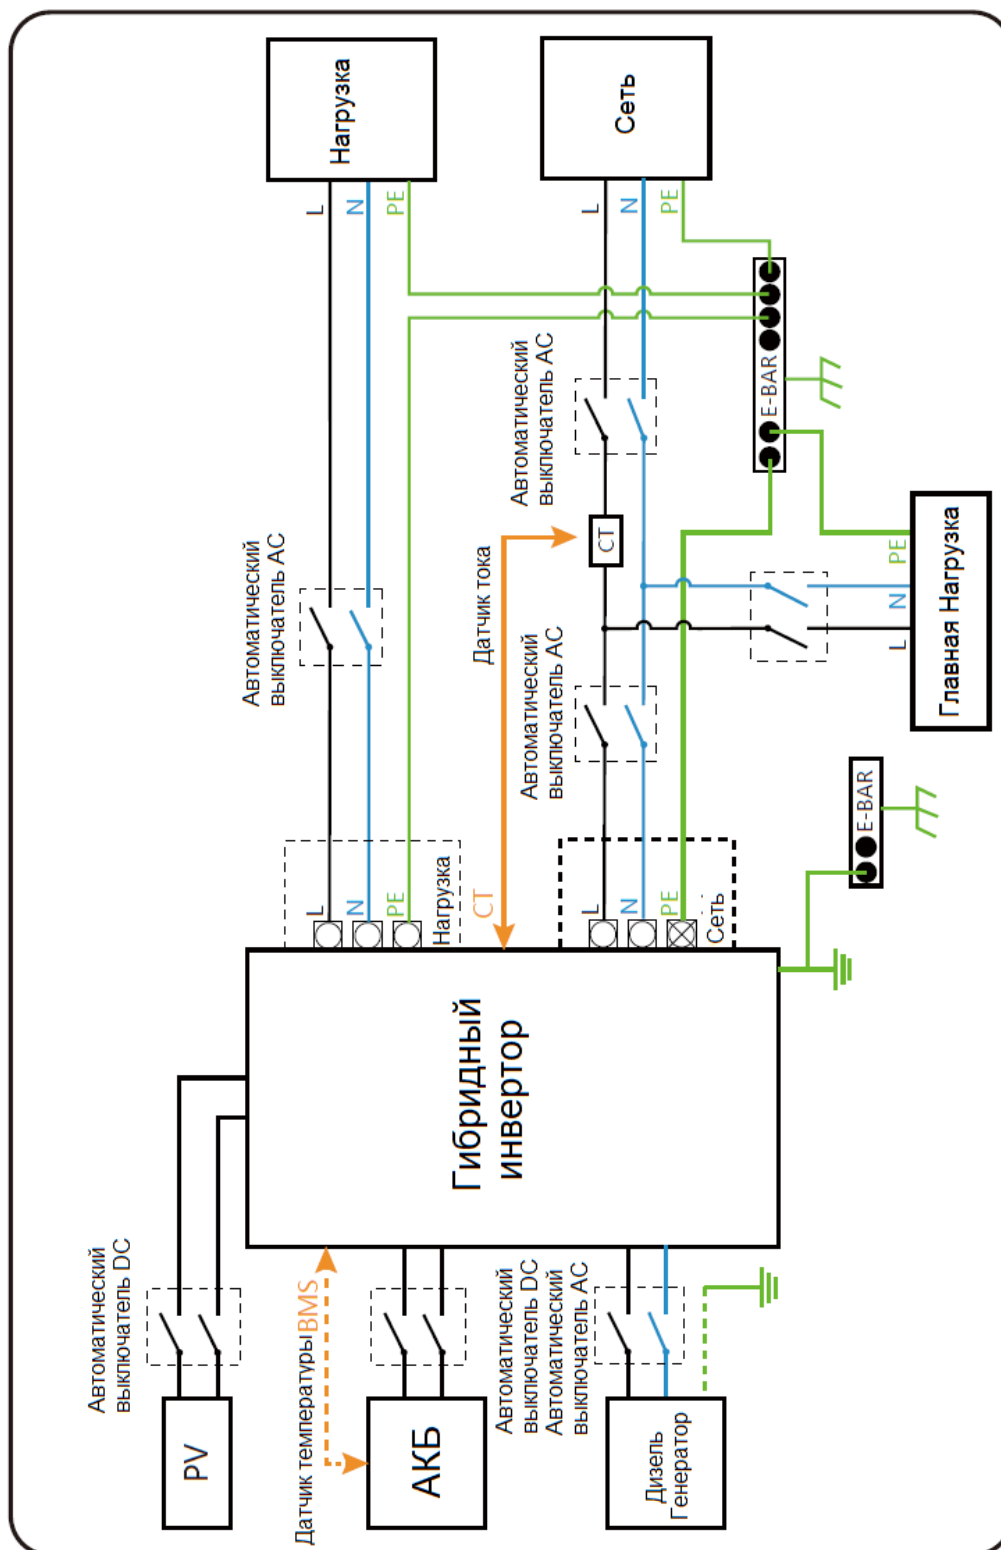 Автоматический
выключатель DC
PV
Датчик температуры
BMS
АКБ
Автоматический
выключатель DC
Автоматический
выключатель AC
Дизель
Генератор
Гибридный
инвертор
L
N
PE
Нагрузка
CT
L
N
PE
Сеть
Автоматический
выключатель AC
Датчик тока
Автоматический
выключатель AC
CT
Автоматический
выключатель AC
L
N
PE
Нагрузка
L
N
PE
Сеть
E-BAR
L
N
PE
Главная Нагрузка
E-BAR